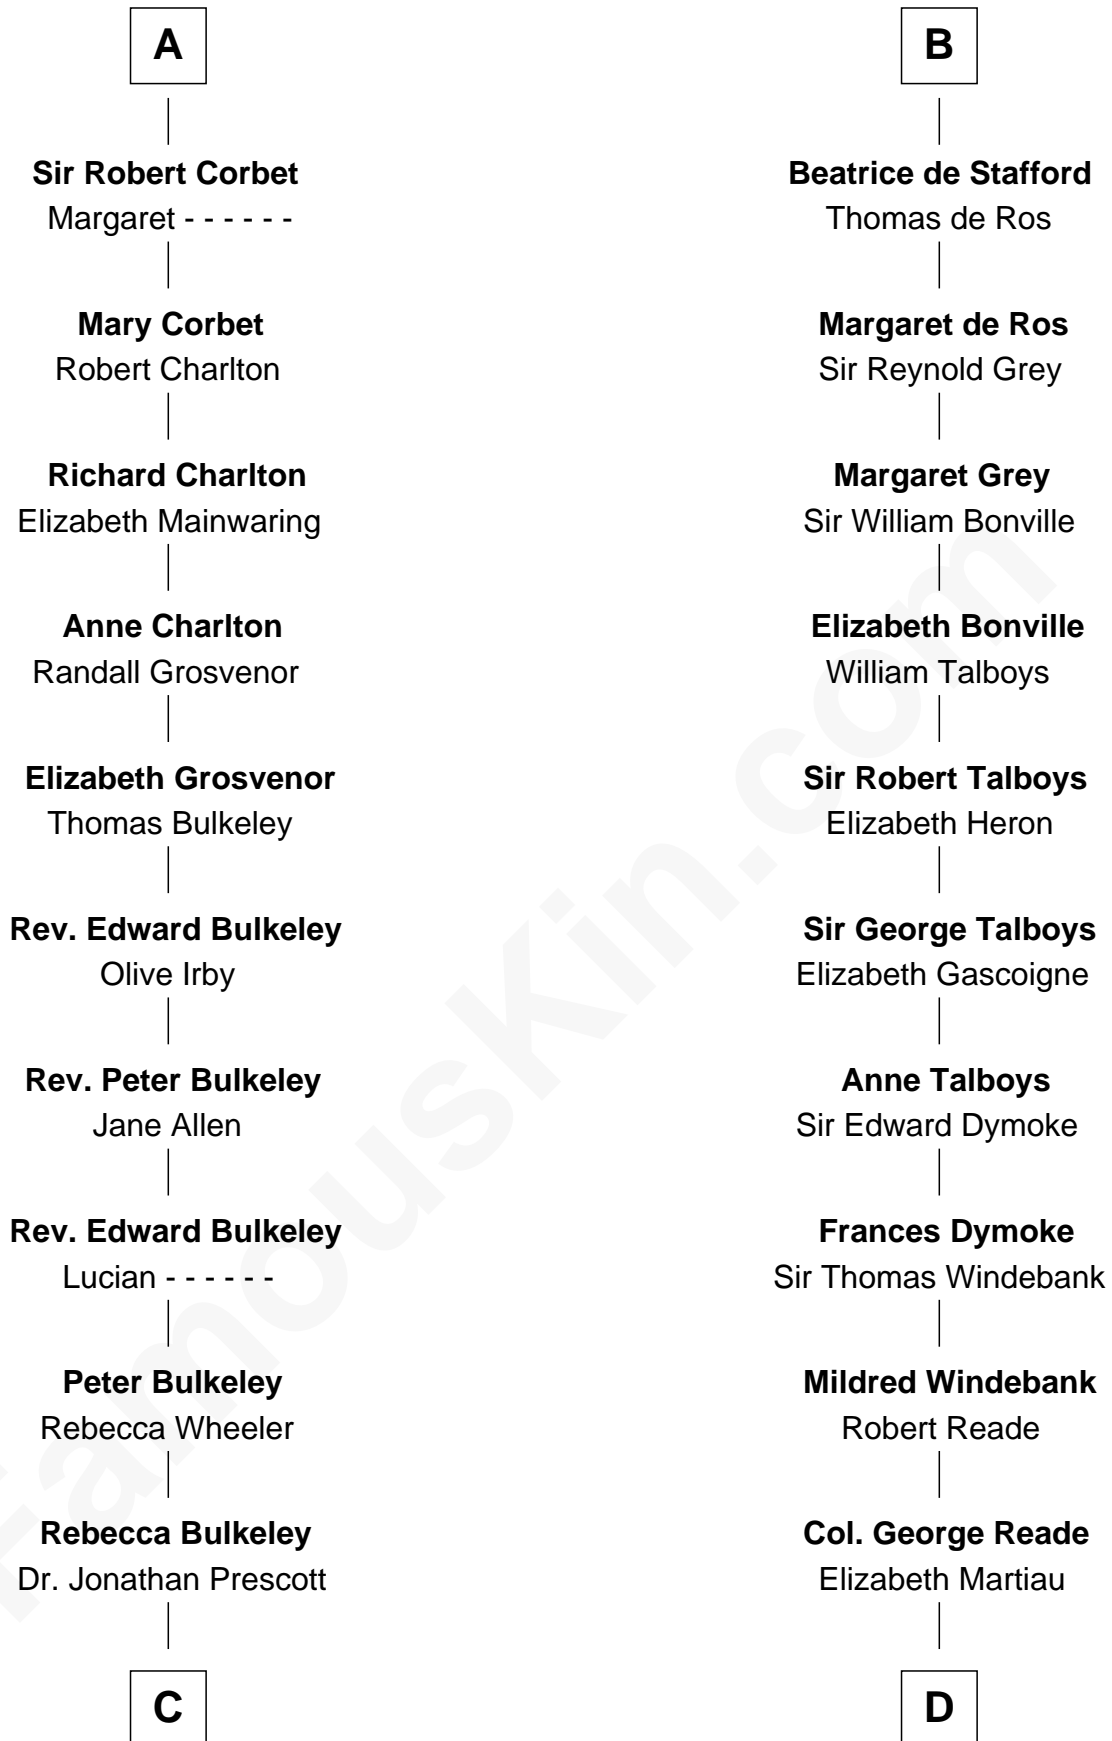 A
Sir Robert Corbet
Margaret - - - - - -
Mary Corbet
Robert Charlton
Richard Charlton
Elizabeth Mainwaring
Anne Charlton
Randall Grosvenor
Elizabeth Grosvenor
Thomas Bulkeley
Rev. Edward Bulkeley
Olive Irby
Rev. Peter Bulkeley
Jane Allen
Rev. Edward Bulkeley
Lucian - - - - - -
Peter Bulkeley
Rebecca Wheeler
Rebecca Bulkeley
Dr. Jonathan Prescott
C
B
Beatrice de Stafford
Thomas de Ros
Margaret de Ros
Sir Reynold Grey
Margaret Grey
Sir William Bonville
Elizabeth Bonville
William Talboys
Sir Robert Talboys
Elizabeth Heron
Sir George Talboys
Elizabeth Gascoigne
Anne Talboys
Sir Edward Dymoke
Frances Dymoke
Sir Thomas Windebank
Mildred Windebank
Robert Reade
Col. George Reade
Elizabeth Martiau
D
FamousKin.com